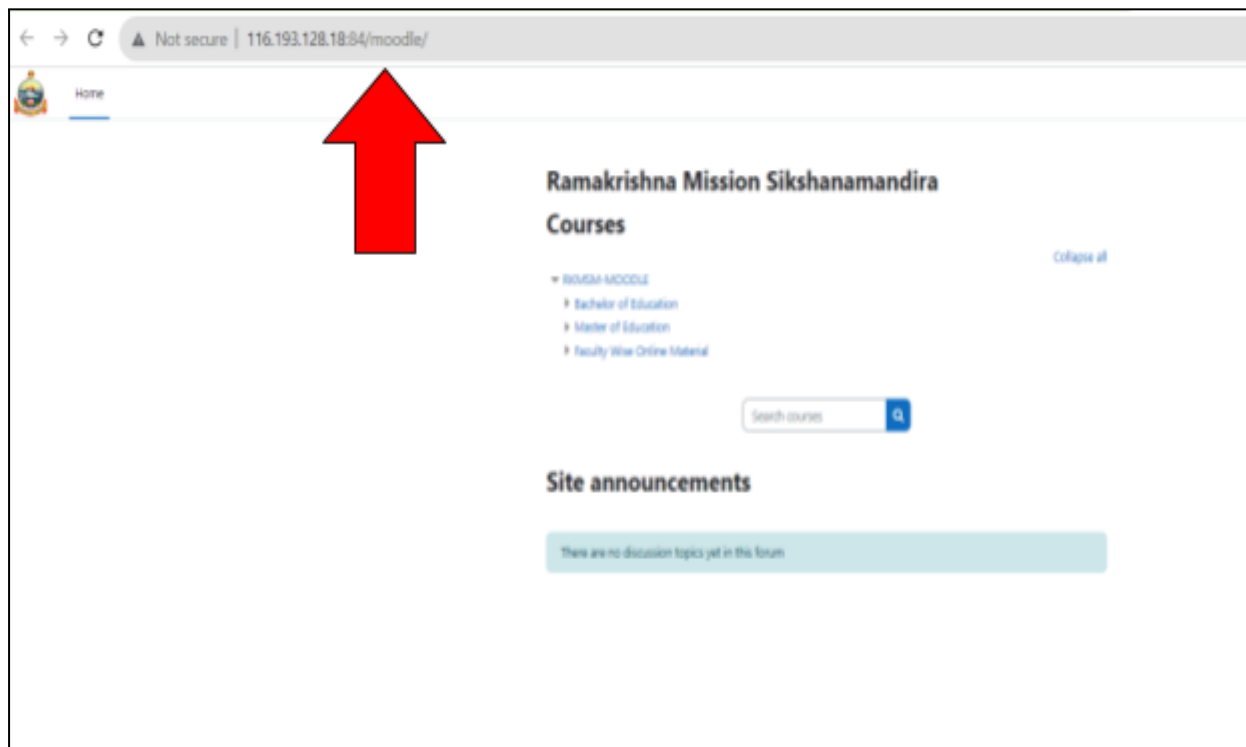 Not secure | 116.193.128.18:84/moodle/
Home
Ramakrishna Mission Sikshanamandira
Courses
Collapse all
RKMSM-MOODLE
Bachelor of Education
Master of Education
Faculty Wise Online Material
Search courses
Site announcements
There are no discussion topics yet in this forum